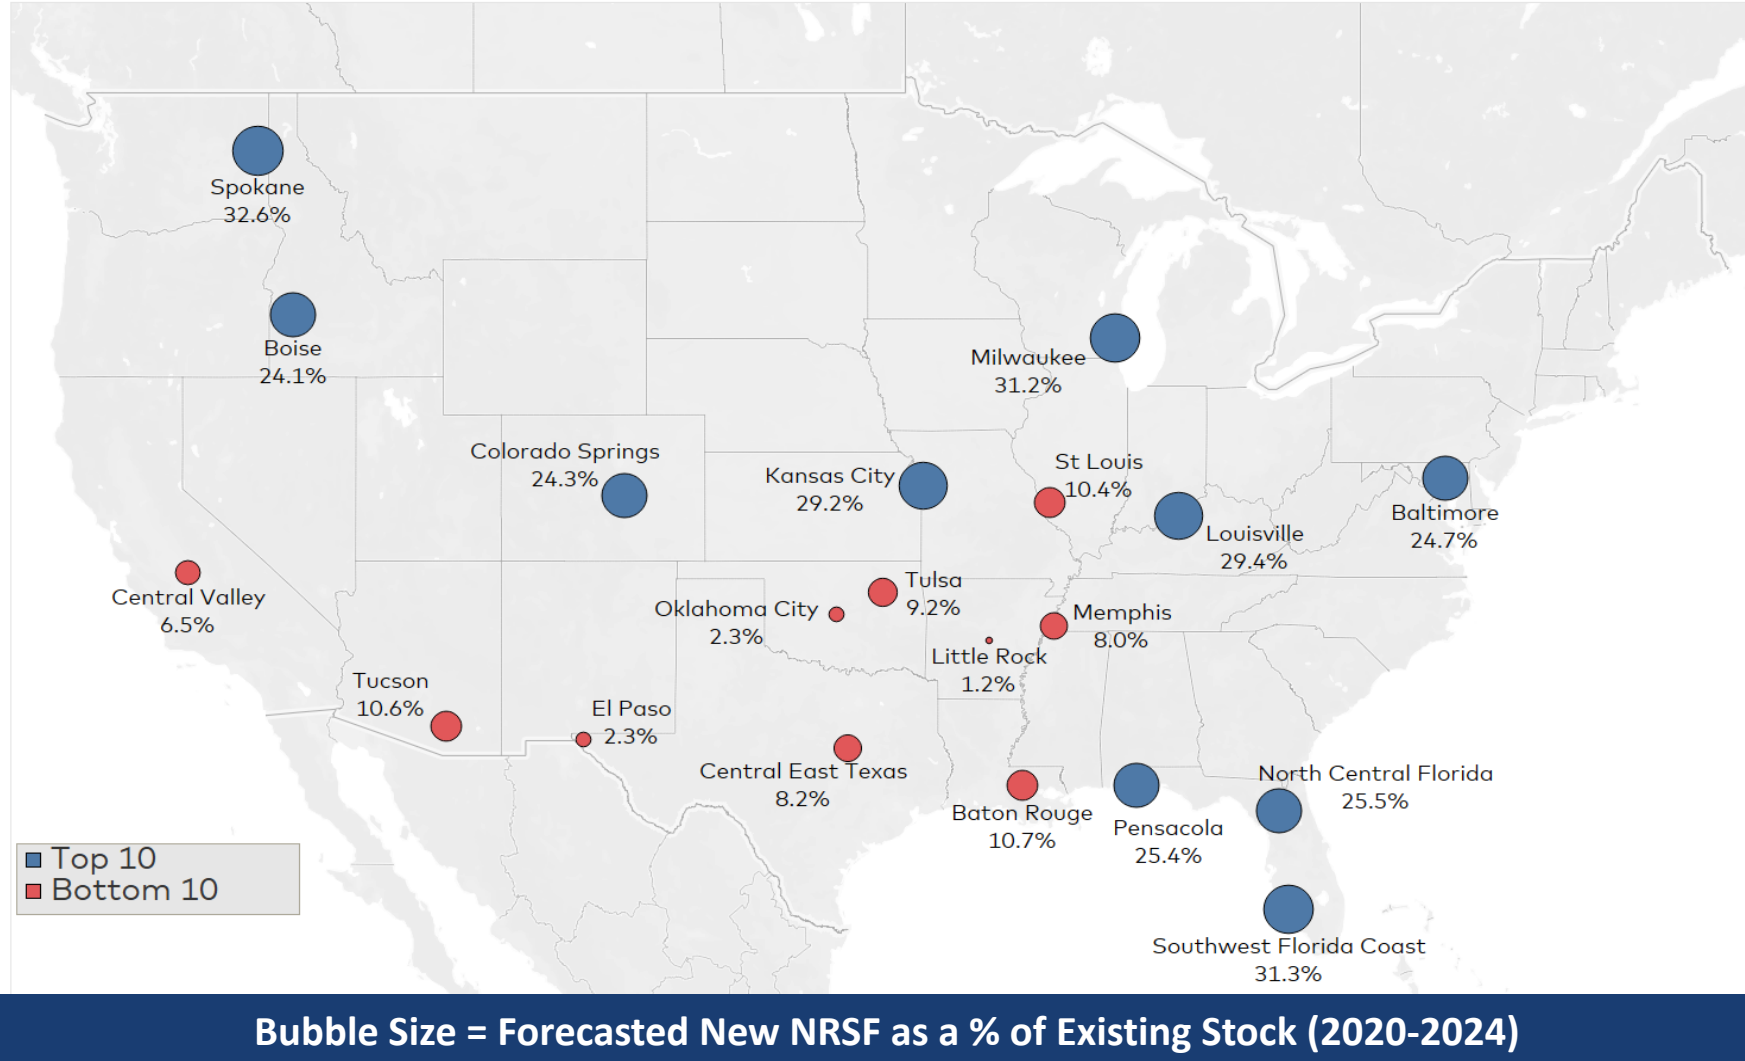 Spokane
32.6%
Boise
24.1%
Milwaukee
31.2%
Colorado Springs
24.3%
Kansas City
29.2%
St Louis
10.4%
Louisville
29.4%
Baltimore
24.7%
Central Valley
6.5%
Oklahoma City
2.3%
Tulsa
9.2%
Little Rock
1.2%
Memphis
8.0%
Tucson
10.6%
El Paso
2.3%
Central East Texas
8.2%
Baton Rouge
10.7%
Pensacola
25.4%
North Central Florida
25.5%
Southwest Florida Coast
31.3%
Top 10
Bottom 10
Bubble Size = Forecasted New NRSF as a % of Existing Stock (2020-2024)